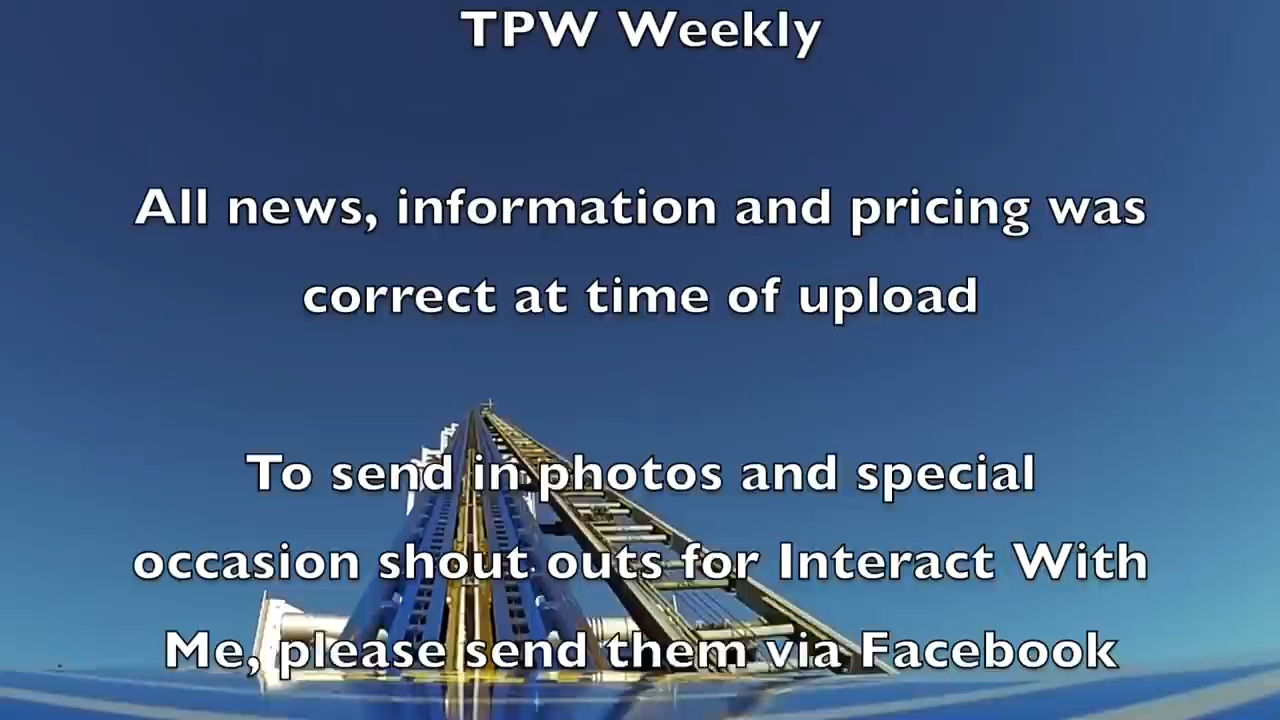 TPW Weekly
All news, information and pricing was
correct at time of upload
To send in photos and special
occasion shout outs for Interact With
Me, please send them via Facebook